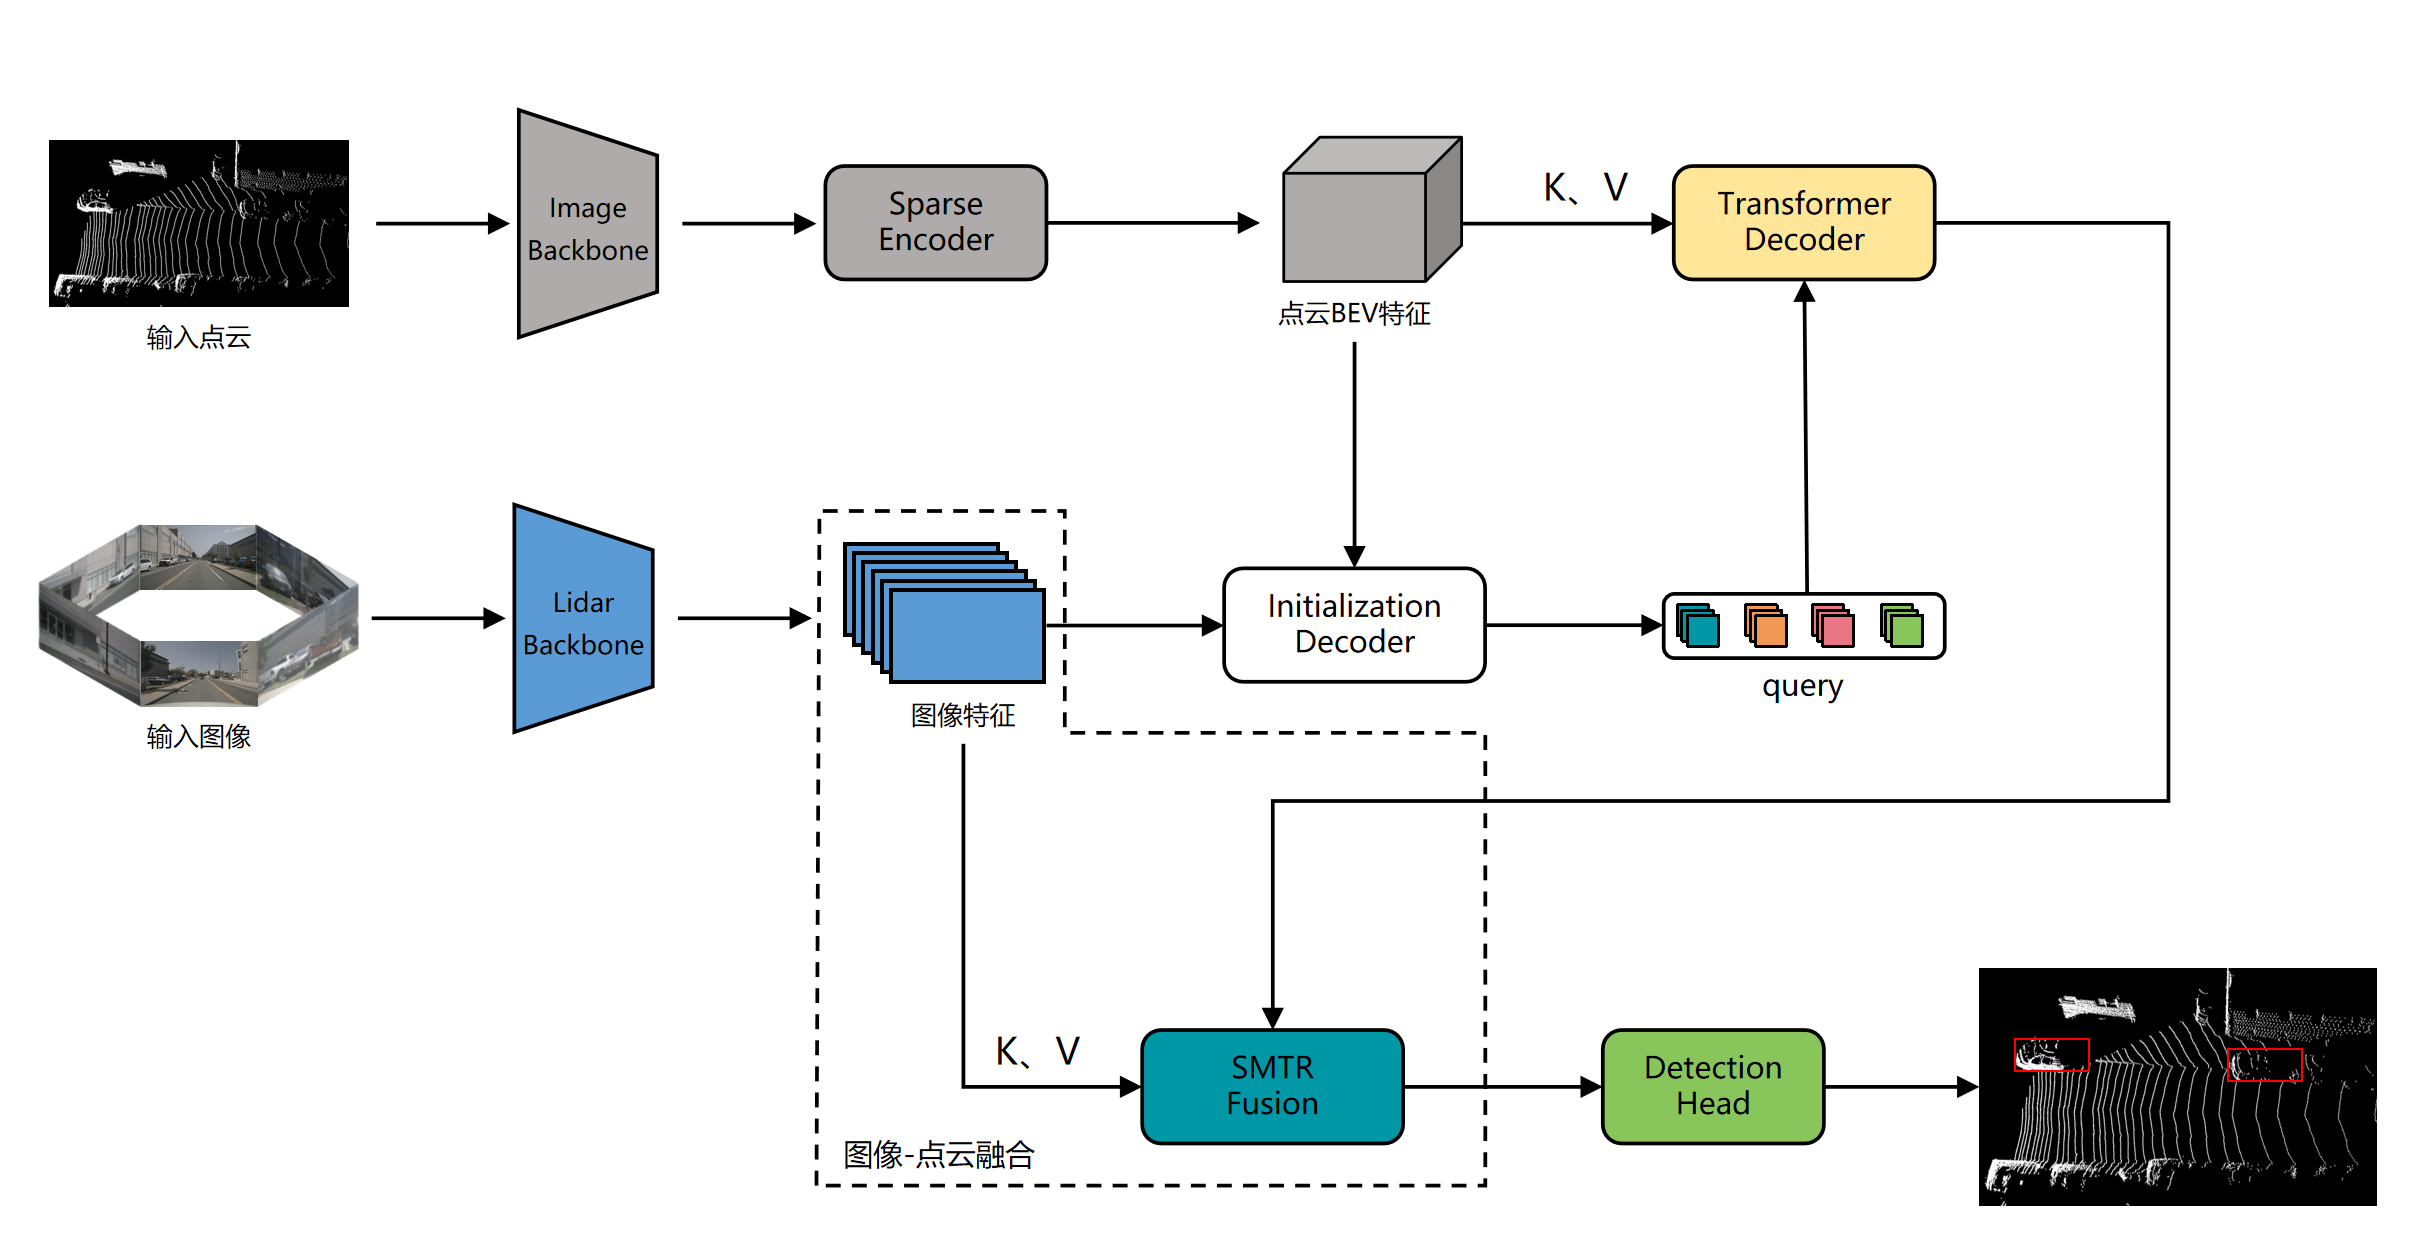 Image
Backbone
Sparse
Encoder
K、V
Transformer
Decoder
点云BEV特征
输入点云
Lidar
Backbone
Initialization
Decoder
query
图像特征
输入图像
K、V
SMTR
Fusion
Detection
Head
图像-点云融合